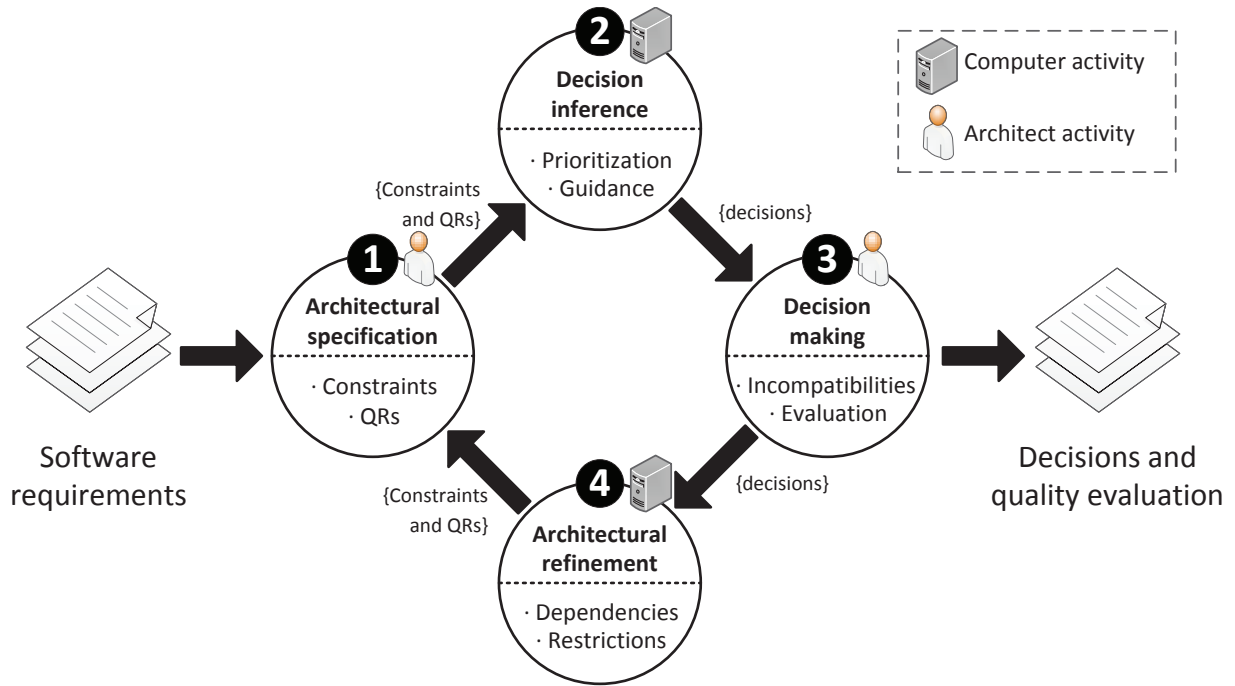 2
Decision
inference
· Prioritization
· Guidance
Computer activity
Architect activity
{Constraints
and QRs}
{decisions}
1
Architectural
specification
· Constraints
· QRs
3
Decision
making
· Incompatibilities
· Evaluation
Software
requirements
Decisions and
quality evaluation
{Constraints
and QRs}
{decisions}
4
Architectural
refinement
· Dependencies
· Restrictions